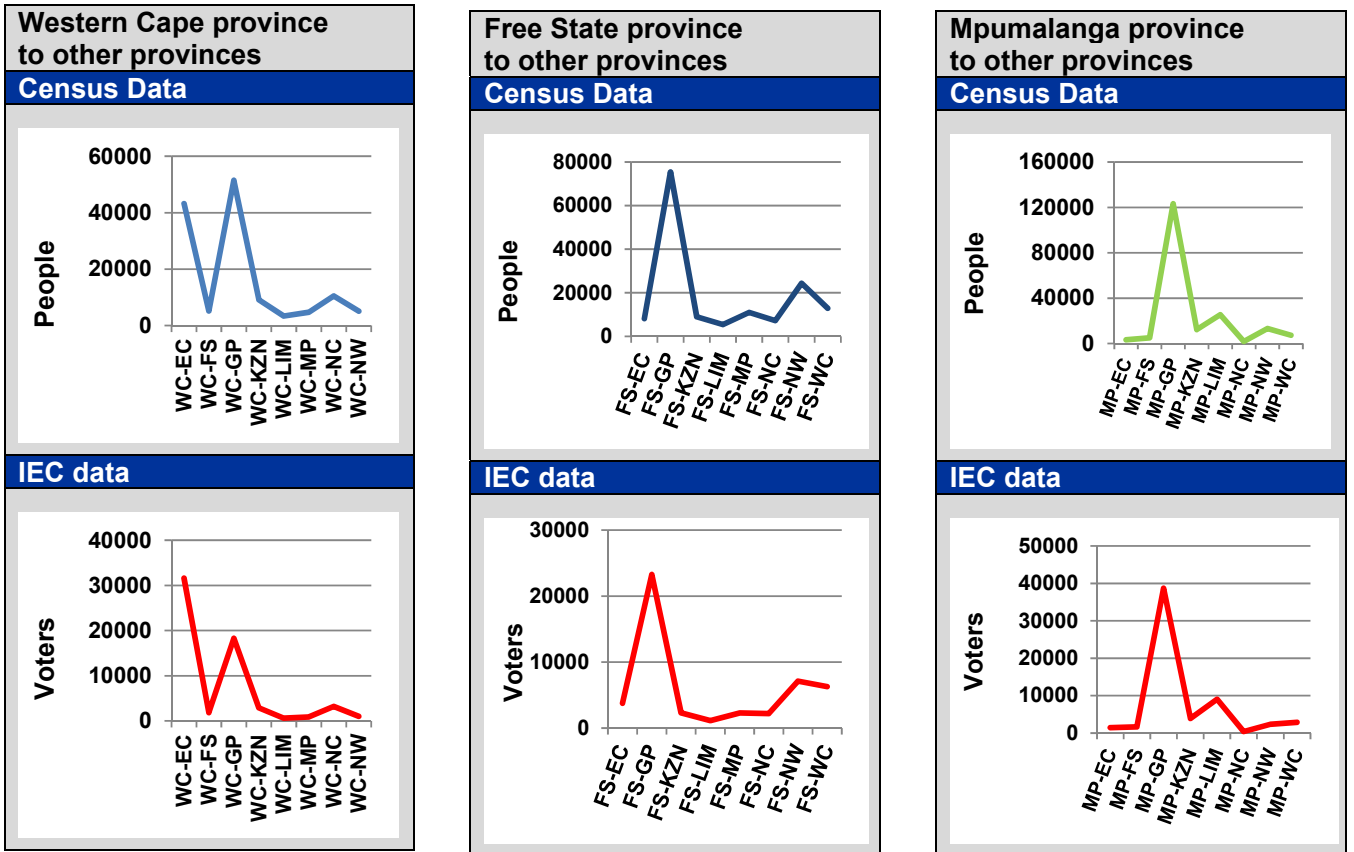 Western Cape province
to other provinces
Census Data
60000
40000
20000
0
People
WC-EC
WC-FS
WC-GP
WC-KZN
WC-LIM
WC-MP
WC-NC
WC-NW
IEC data
40000
30000
20000
10000
0
Voters
WC-EC
WC-FS
WC-GP
WC-KZN
WC-LIM
WC-MP
WC-NC
WC-NW
Free State province
to other provinces
Census Data
80000
60000
40000
20000
0
People
FS-EC
FS-GP
FS-KZN
FS-LIM
FS-MP
FS-NC
FS-NW
FS-WC
IEC data
30000
20000
10000
0
Voters
FS-EC
FS-GP
FS-KZN
FS-LIM
FS-MP
FS-NC
FS-NW
FS-WC
Mpumalanga province
to other provinces
Census Data
160000
120000
80000
40000
0
People
MP-EC
MP-FS
MP-GP
MP-KZN
MP-LIM
MP-NC
MP-NW
MP-WC
IEC data
50000
40000
30000
20000
10000
0
Voters
MP-EC
MP-FS
MP-GP
MP-KZN
MP-LIM
MP-NC
MP-NW
MP-WC